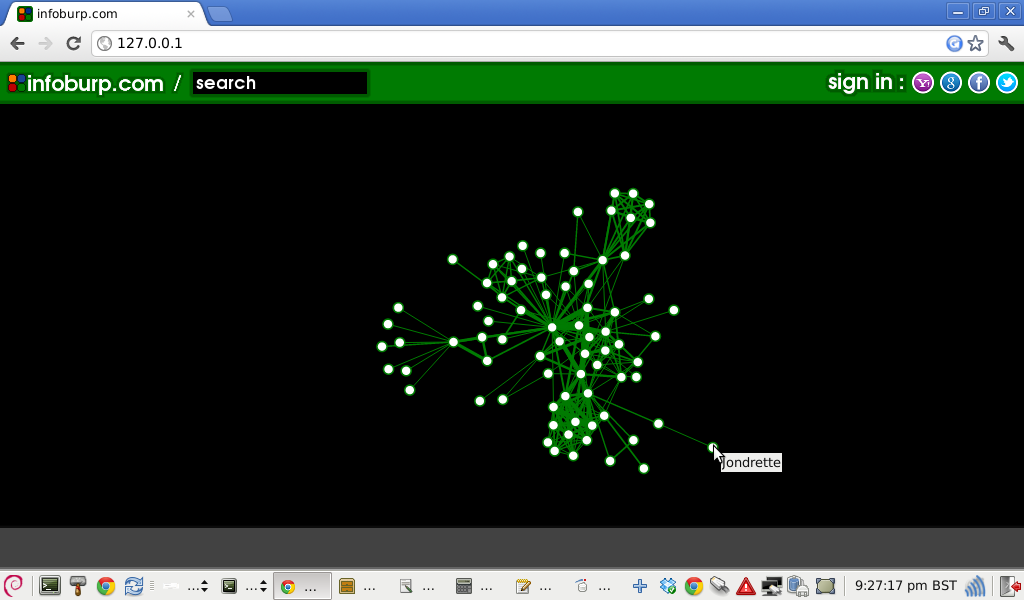 infoburp.com
127.0.0.1
infoburp.com / search
sign in :
Jondrette
... ... ... ... ... ... ... ... 9:27:17 pm BST